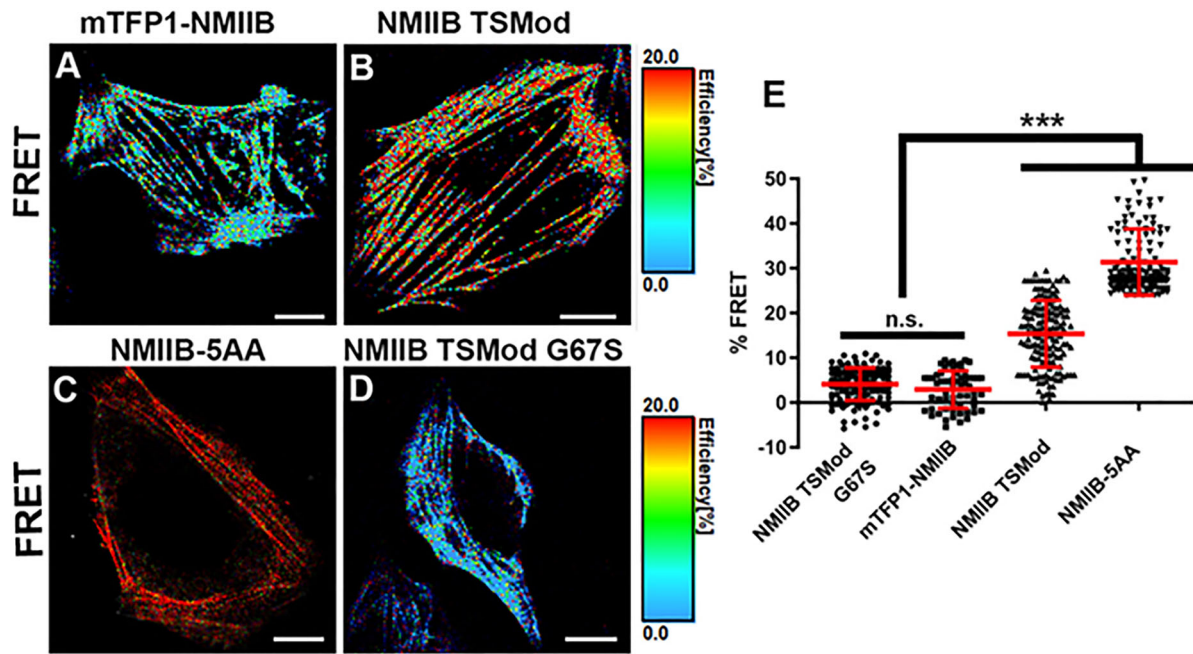 mTFP1-NMIIB
NMIIB TSMod
FRET
A
B
20.0
Efficiency[%]
0.0
NMIIB-5AA
NMIIB TSMod G67S
FRET
C
D
20.0
Efficiency[%]
0.0
E
***
n.s.
% FRET
50
40
30
20
10
0
-10
NMIIB TSMod
G67S
mTFP1-NMIIB
NMIIB TSMod
NMIIB-5AA